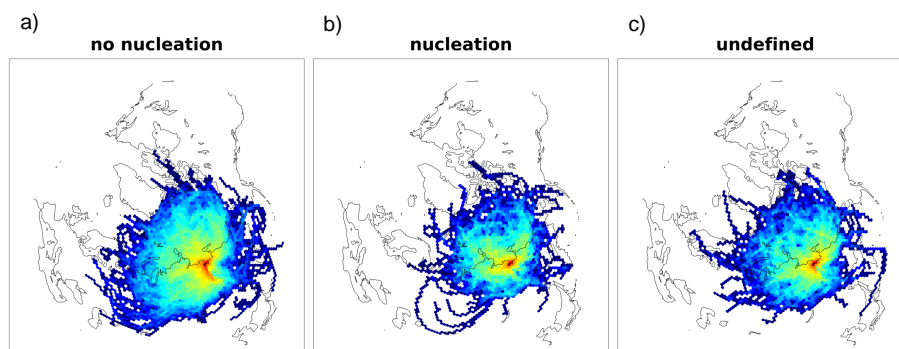 a)
no nucleation
b)
nucleation
c)
undefined